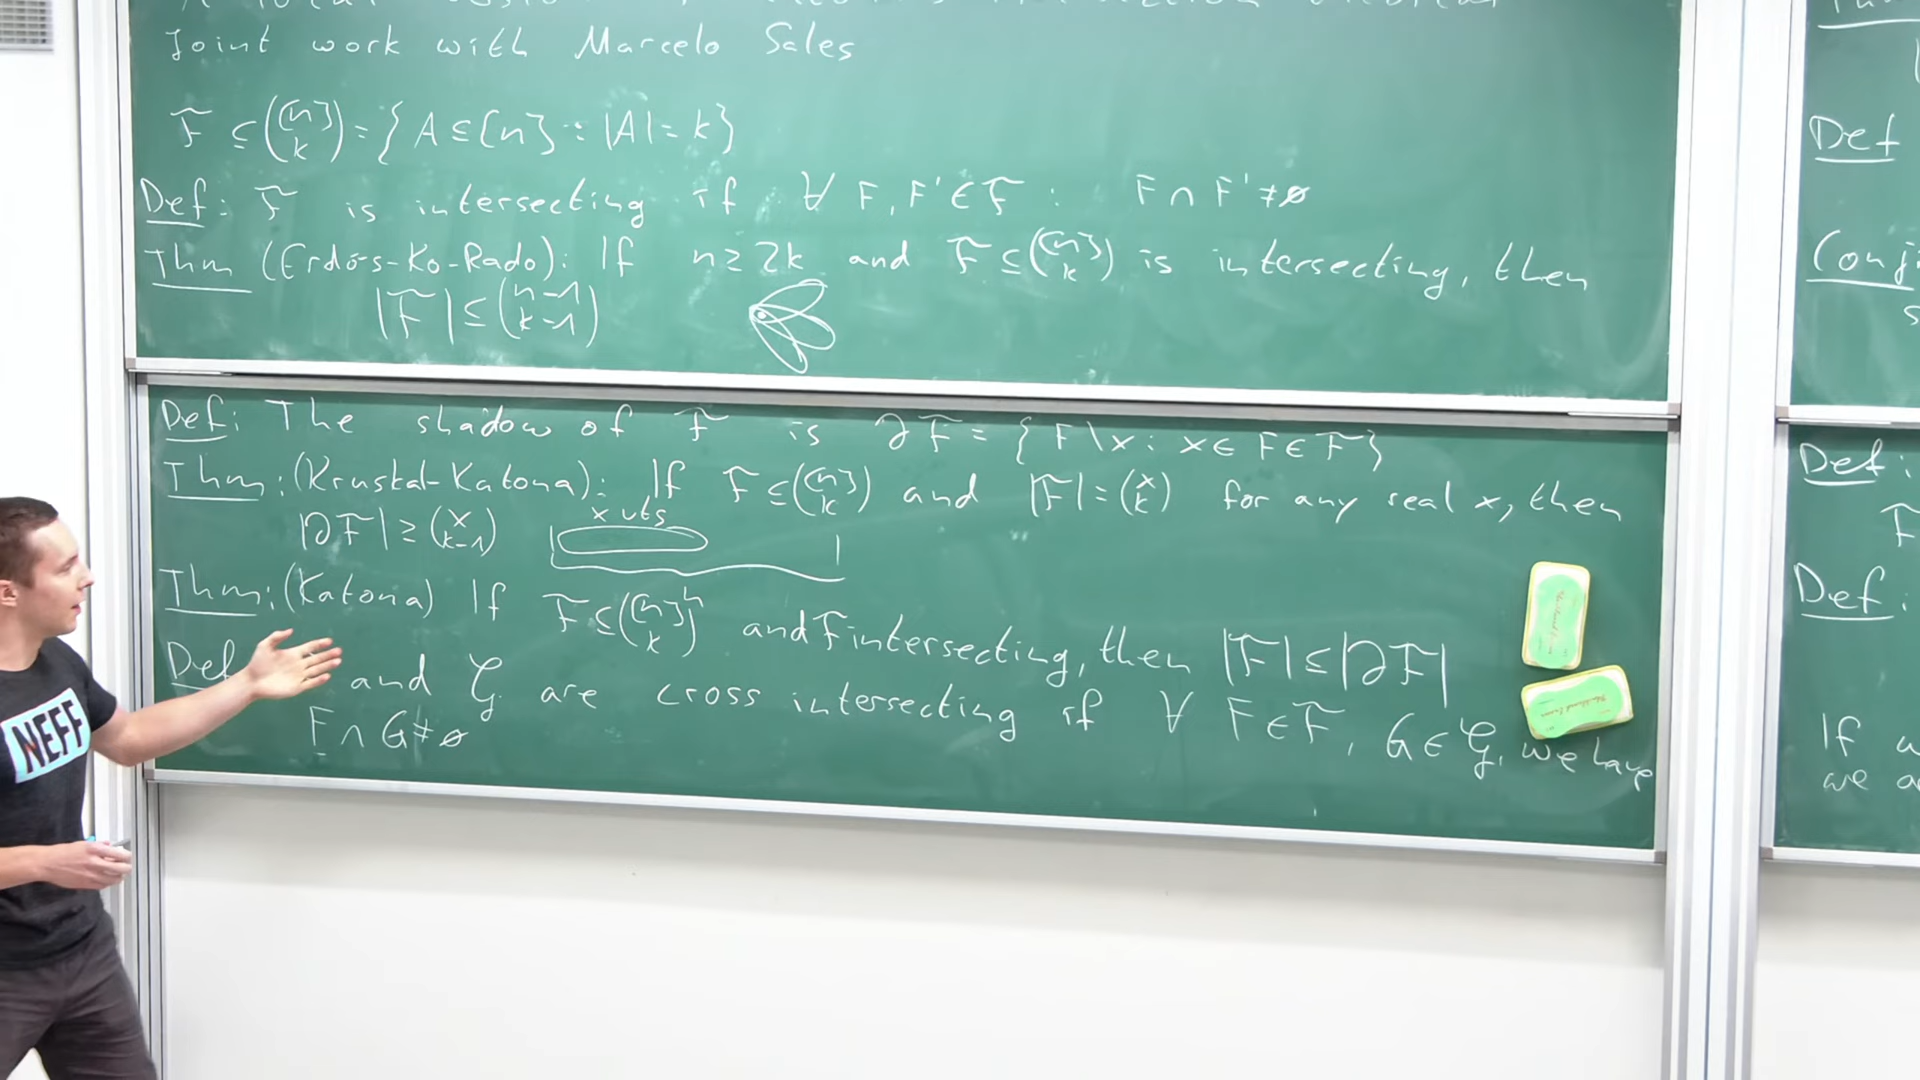 Joint work with Marcelo Sales
F ⊆ ([n] k) = { A ⊆ [n] : |A| = k }
Def: F is intersecting if ∀ F, F' ∈ F : F ∩ F' ≠ ∅
Thm (Erdős-Ko-Rado): If n ≥ 2k and F ⊆ ([n] k) is intersecting, then
|F| ≤ (n-1 k-1)
Def: The shadow of F is ∂F = { F \ x : x ∈ F ∈ F }
Thm: (Kruskal-Katona): If F ⊆ ([n] k) and |F| = (x k) for any real x, then
|∂F| ≥ (x k-1)
x vts
n
Thm: (Katona) If F ⊆ ([n] k) and F intersecting, then |F| ≤ |∂F|
Def and G are cross intersecting if ∀ F ∈ F, G ∈ G, we have
F ∩ G ≠ ∅
NEFF
Def
Conj:
s
Def:
F
Def:
If
we